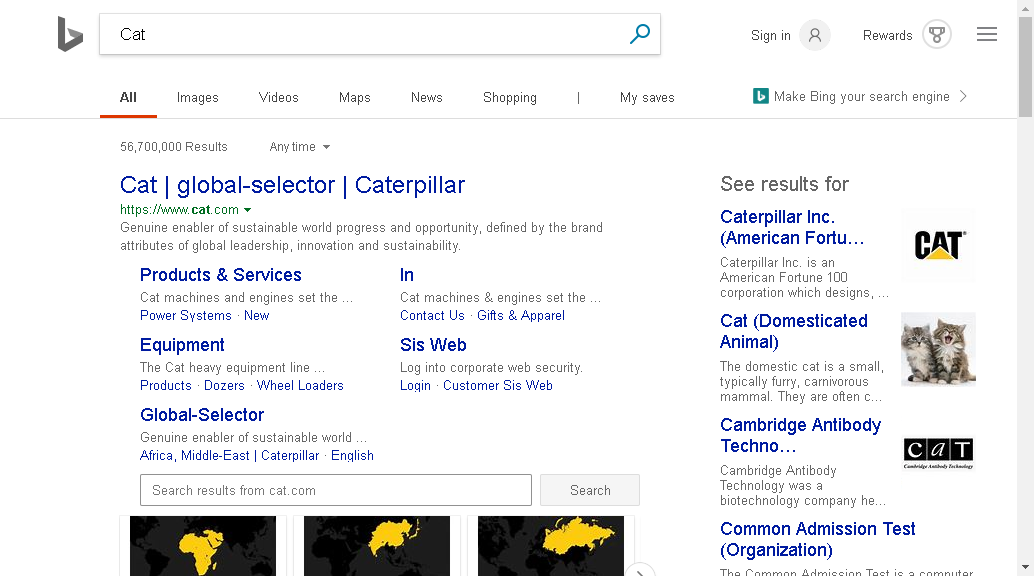 Cat
Sign in
Rewards
All
Images
Videos
Maps
News
Shopping
|
My saves
b Make Bing your search engine
56,700,000 Results
Any time
Cat | global-selector | Caterpillar
https://www.cat.com
Genuine enabler of sustainable world progress and opportunity, defined by the brand
attributes of global leadership, innovation and sustainability.
Products & Services
Cat machines and engines set the ...
Power Systems · New
In
Cat machines & engines set the ...
Contact Us · Gifts & Apparel
Equipment
The Cat heavy equipment line ...
Products · Dozers · Wheel Loaders
Sis Web
Log into corporate web security.
Login · Customer Sis Web
Global-Selector
Genuine enabler of sustainable world ...
Africa, Middle-East | Caterpillar · English
Search results from cat.com
Search
See results for
Caterpillar Inc.
(American Fortu...
Caterpillar Inc. is an
American Fortune 100
corporation which designs, ...
CAT
Cat (Domesticated
Animal)
The domestic cat is a small,
typically furry, carnivorous
mammal. They are often c...
Cambridge Antibody
Techno...
Cambridge Antibody
Technology was a
biotechnology company he...
CaT
Cambridge Antibody Technology
Common Admission Test
(Organization)
The Common Admission Test is a computer